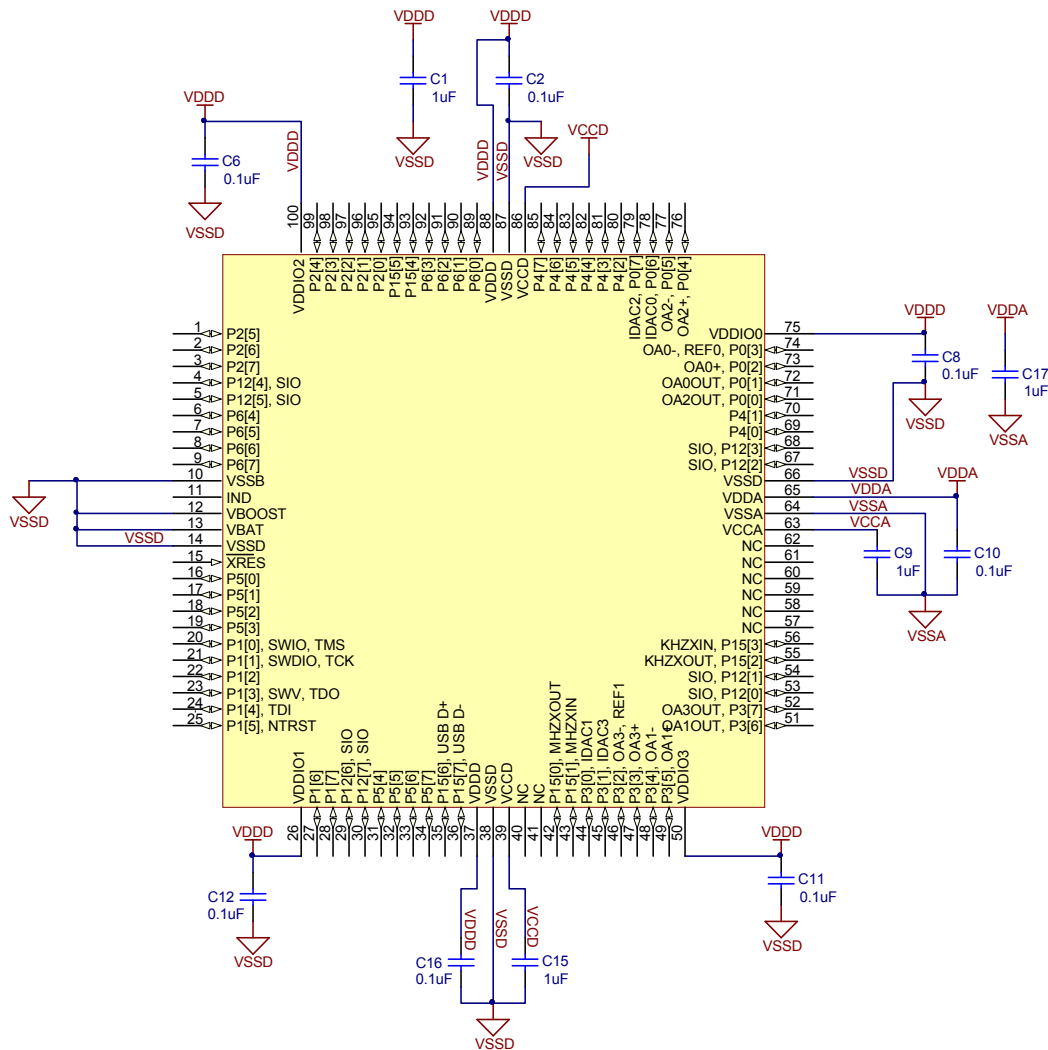 VDDD
C1
1uF
VSSD
VDDD
C2
0.1uF
VDDD
VSSD
VSSD
VCCD
VDDD
C6
0.1uF
VSSD
VDDD
100
99
98
97
96
95
94
93
92
91
90
89
88
87
86
85
84
83
82
81
80
79
78
77
76
VDDIO2
P2[4]
P2[3]
P2[2]
P2[1]
P2[0]
P15[5]
P15[4]
P6[3]
P6[2]
P6[1]
P6[0]
VDDD
VSSD
VCCD
P4[7]
P4[6]
P4[5]
P4[4]
P4[3]
P4[2]
IDAC2, P0[7]
IDAC0, P0[6]
OA2-, P0[5]
OA2+, P0[4]
1 P2[5]
2 P2[6]
3 P2[7]
4 P12[4], SIO
5 P12[5], SIO
6 P6[4]
7 P6[5]
8 P6[6]
9 P6[7]
10 VSSB
11 IND
12 VBOOST
13 VBAT
VSSD 14 VSSD
15 XRES
16 P5[0]
17 P5[1]
18 P5[2]
19 P5[3]
20 P1[0], SWIO, TMS
21 P1[1], SWDIO, TCK
22 P1[2]
23 P1[3], SWV, TDO
24 P1[4], TDI
25 P1[5], NTRST
VSSD
VDDIO0 75
OA0-, REF0, P0[3] 74
OA0+, P0[2] 73
OA0OUT, P0[1] 72
OA2OUT, P0[0] 71
P4[1] 70
P4[0] 69
SIO, P12[3] 68
SIO, P12[2] 67
VSSD 66 VSSD
VDDA 65 VDDA
VSSA 64 VSSA
VCCA 63 VCCA
NC 62
NC 61
NC 60
NC 59
NC 58
NC 57
KHZXIN, P15[3] 56
KHZXOUT, P15[2] 55
SIO, P12[1] 54
SIO, P12[0] 53
OA3OUT, P3[7] 52
OA1OUT, P3[6] 51
VDDD
C8
0.1uF
VSSD
VDDA
C17
1uF
VSSA
VDDA
C9
1uF
C10
0.1uF
VSSA
VDDIO1
P1[6]
P1[7]
P12[6], SIO
P12[7], SIO
P5[4]
P5[5]
P5[6]
P5[7]
P15[6], USB D+
P15[7], USB D-
VDDD
VSSD
VCCD
NC
NC
P15[0], MHZXOUT
P15[1], MHZXIN
P3[0], IDAC1
P3[1], IDAC3
P3[2], OA3-, REF1
P3[3], OA3+
P3[4], OA1-
P3[5], OA1+
VDDIO3
26
27
28
29
30
31
32
33
34
35
36
37
38
39
40
41
42
43
44
45
46
47
48
49
50
VDDD
C12
0.1uF
VSSD
VDDD
VSSD
VCCD
C16
0.1uF
C15
1uF
VSSD
VDDD
C11
0.1uF
VSSD